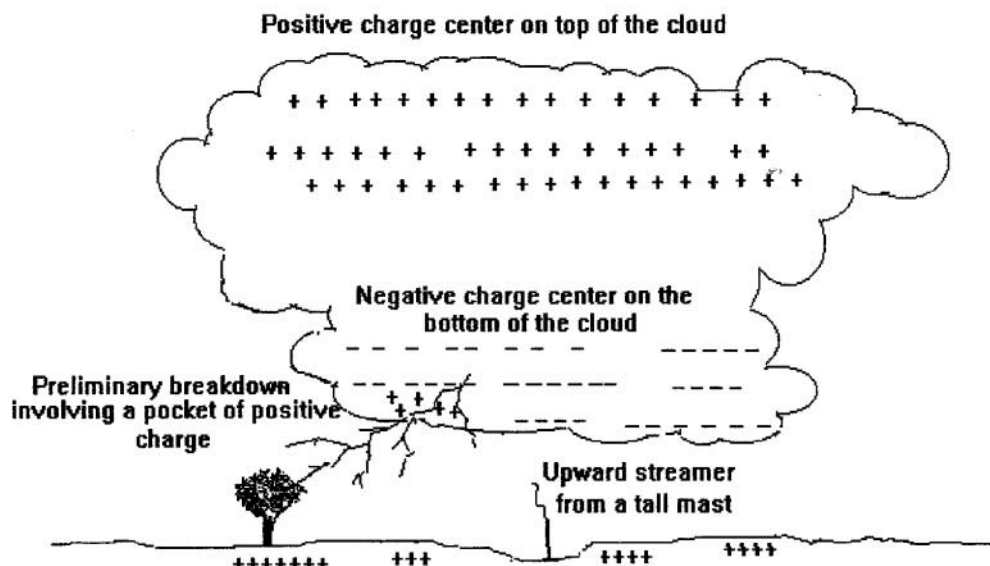 Positive charge center on top of the cloud
+ + + + + + + + + + + + + + + + + +
+ + + + + + + + + + + + + + + + + +
+ + + + + + + + + + + + + + + + + +
Negative charge center on the
bottom of the cloud
Preliminary breakdown
involving a pocket of positive
charge
Upward streamer
from a tall mast
+++++++ +++ ++++ ++++